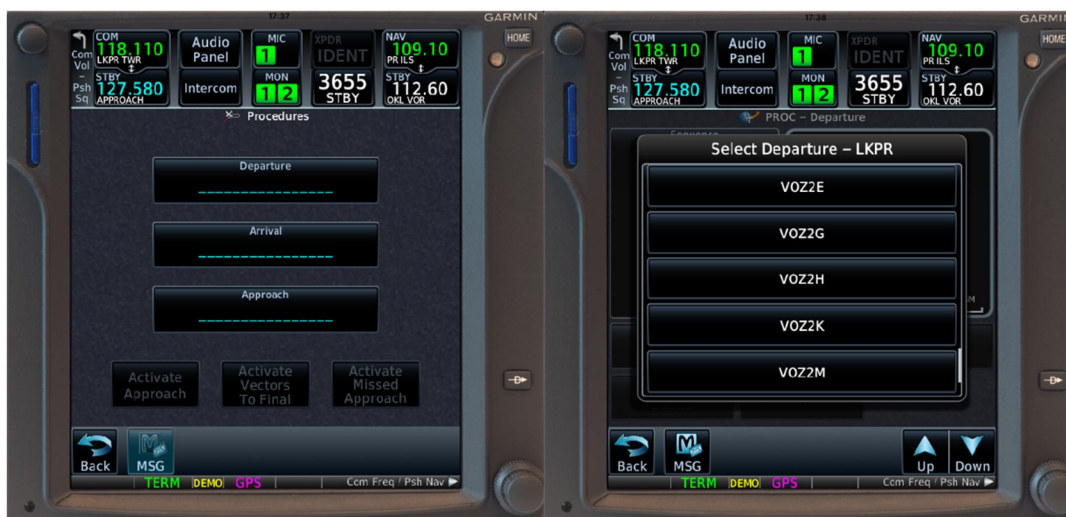 17:37
GARMIN
COM
118.110
LKPR TWR
Com
Vol
Psh
Sq
STBY
127.580
APPROACH
Audio
Panel
Intercom
MIC
1
MON
1 2
XPDR
IDENT
3655
STBY
NAV
109.10
PR ILS
STBY
112.60
OKL VOR
HOME
Procedures
Departure
_______________
Arrival
_______________
Approach
_______________
Activate
Approach
Activate
Vectors
To Final
Activate
Missed
Approach
D
Back
MSG
TERM DEMO GPS Com Freq / Psh Nav
17:38
GARMIN
COM
118.110
LKPR TWR
Com
Vol
Psh
Sq
STBY
127.580
APPROACH
Audio
Panel
Intercom
MIC
1
MON
1 2
XPDR
IDENT
3655
STBY
NAV
109.10
PR ILS
STBY
112.60
OKL VOR
HOME
PROC – Departure
Sequence
Select Departure – LKPR
VOZ2E
VOZ2G
VOZ2H
VOZ2K
VOZ2M
D
Back
MSG
Up
Down
TERM DEMO GPS Com Freq / Psh Nav